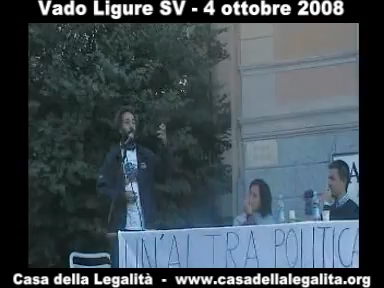 Vado Ligure SV - 4 ottobre 2008
UN'ALTRA POLITICA
Casa della Legalità - www.casadellalegalita.org